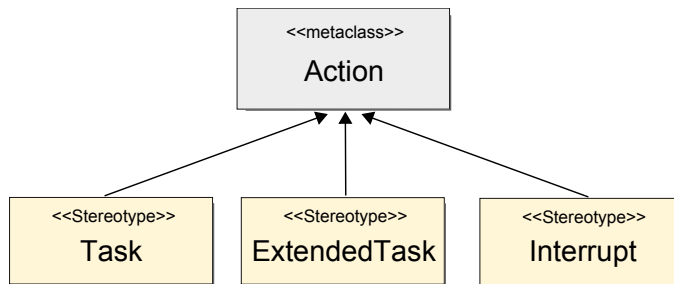 <<metaclass>>
Action
<<Stereotype>>
Task
<<Stereotype>>
ExtendedTask
<<Stereotype>>
Interrupt